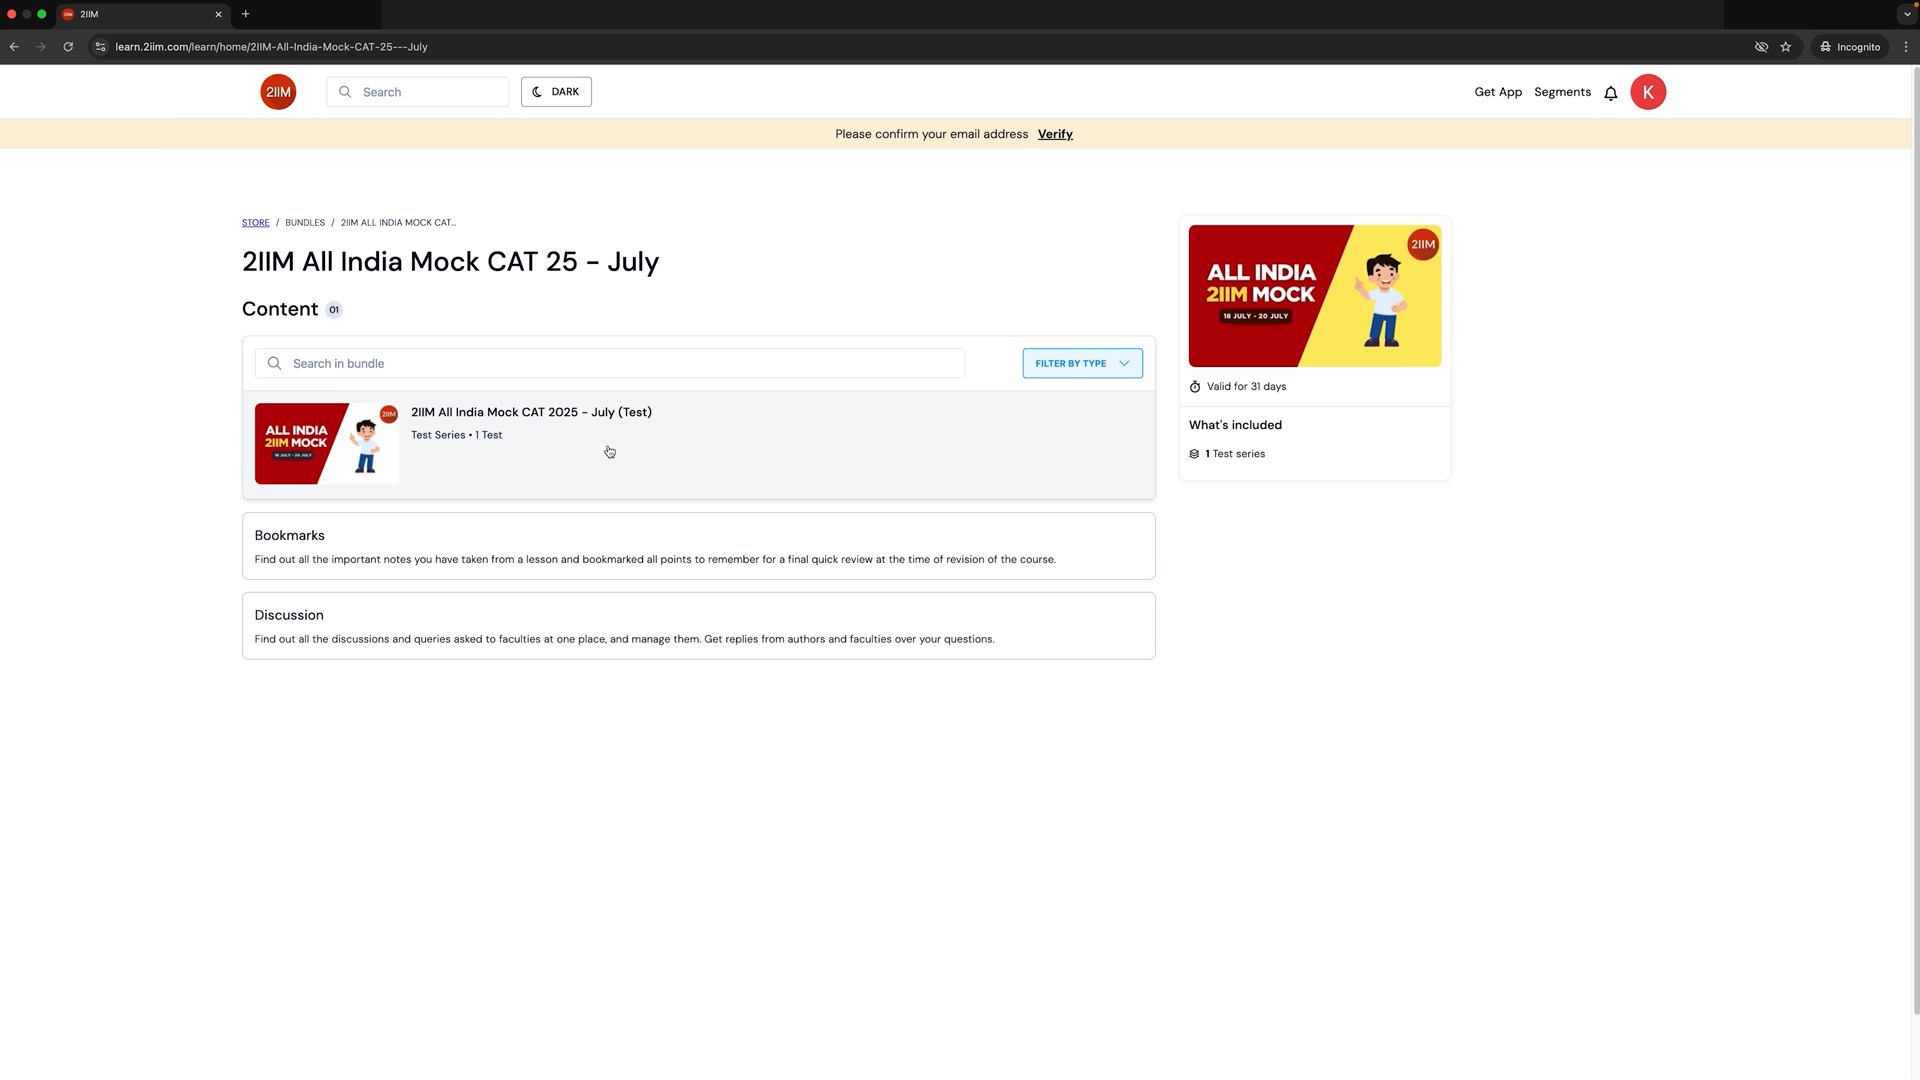 2IIM
learn.2iim.com/learn/home/2IIM-All-India-Mock-CAT-25---July
Incognito
2IIM
Search
DARK
Get App
Segments
K
Please confirm your email address Verify
STORE / BUNDLES / 2IIM ALL INDIA MOCK CAT...
2IIM All India Mock CAT 25 - July
Content 01
Search in bundle
FILTER BY TYPE
ALL INDIA
2IIM MOCK
18 JULY - 20 JULY
2IIM
2IIM All India Mock CAT 2025 - July (Test)
Test Series • 1 Test
Bookmarks
Find out all the important notes you have taken from a lesson and bookmarked all points to remember for a final quick review at the time of revision of the course.
Discussion
Find out all the discussions and queries asked to faculties at one place, and manage them. Get replies from authors and faculties over your questions.
2IIM
ALL INDIA
2IIM MOCK
18 JULY - 20 JULY
Valid for 31 days
What's included
1 Test series